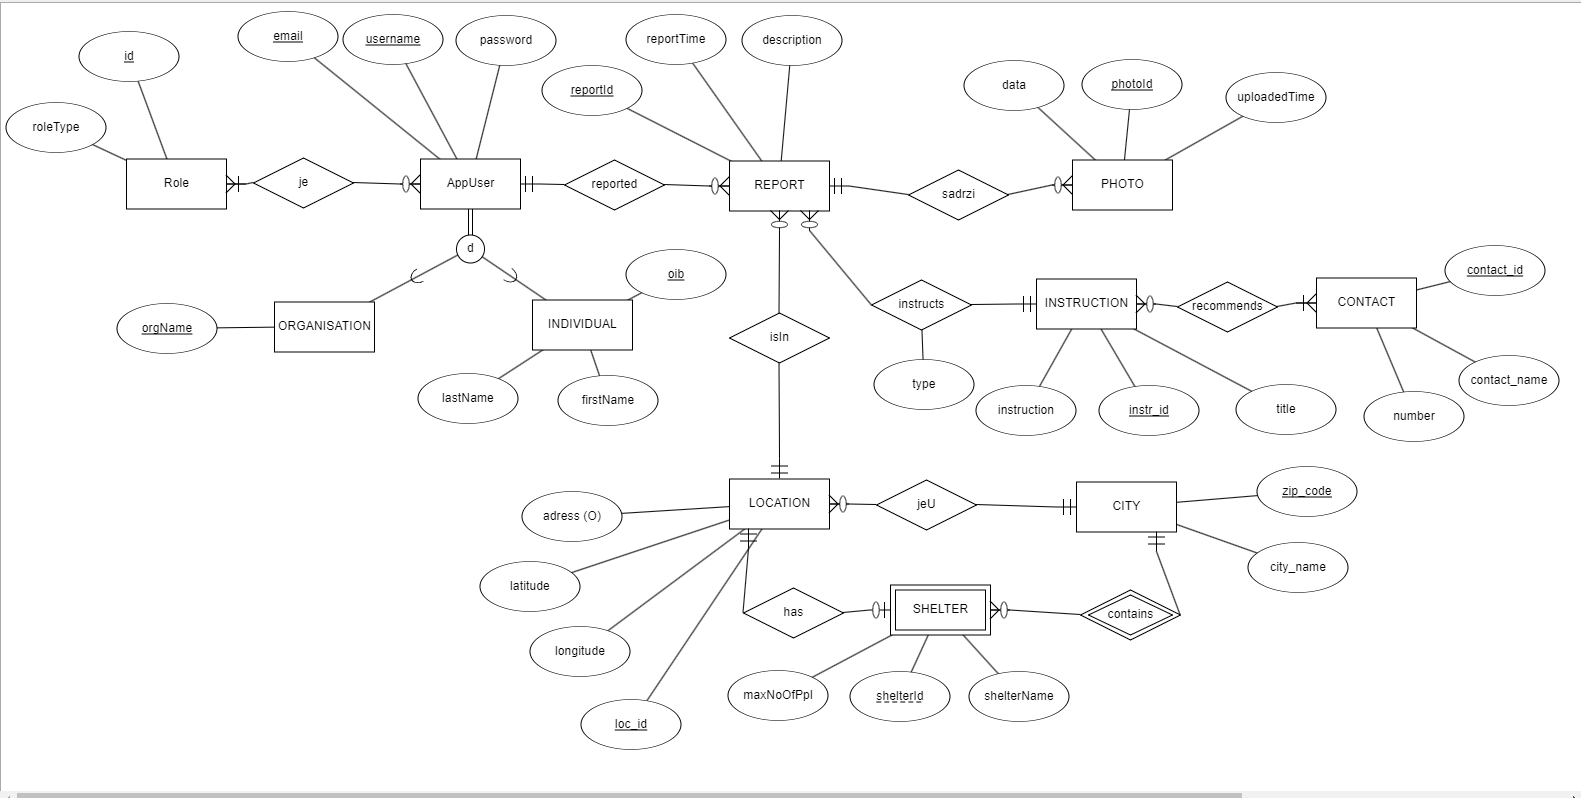 id
email
username
password
reportTime
description
reportId
data
photoId
uploadedTime
roleType
Role
je
AppUser
reported
REPORT
sadrzi
PHOTO
d
oib
orgName
ORGANISATION
INDIVIDUAL
lastName
firstName
isIn
instructs
type
INSTRUCTION
recommends
CONTACT
contact_id
contact_name
number
instruction
instr_id
title
LOCATION
jeU
CITY
zip_code
city_name
adress (O)
latitude
longitude
loc_id
has
SHELTER
contains
maxNoOfPpl
shelterId
shelterName